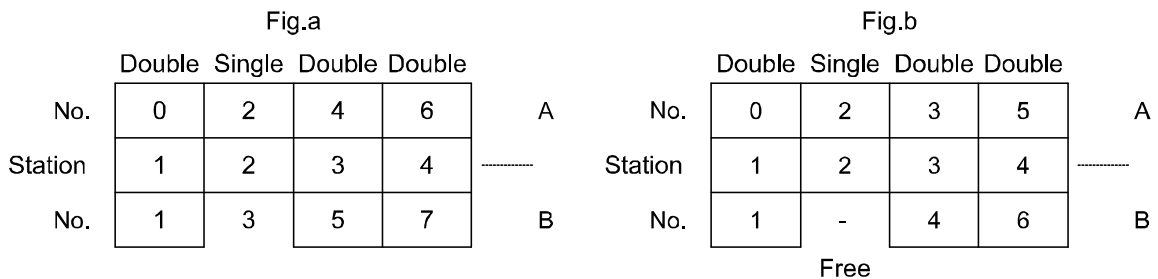 Fig.a
Double Single Double Double
No. 0 2 4 6 A
Station 1 2 3 4
No. 1 3 5 7 B
Fig.b
Double Single Double Double
No. 0 2 3 5 A
Station 1 2 3 4
No. 1 - 4 6 B
Free